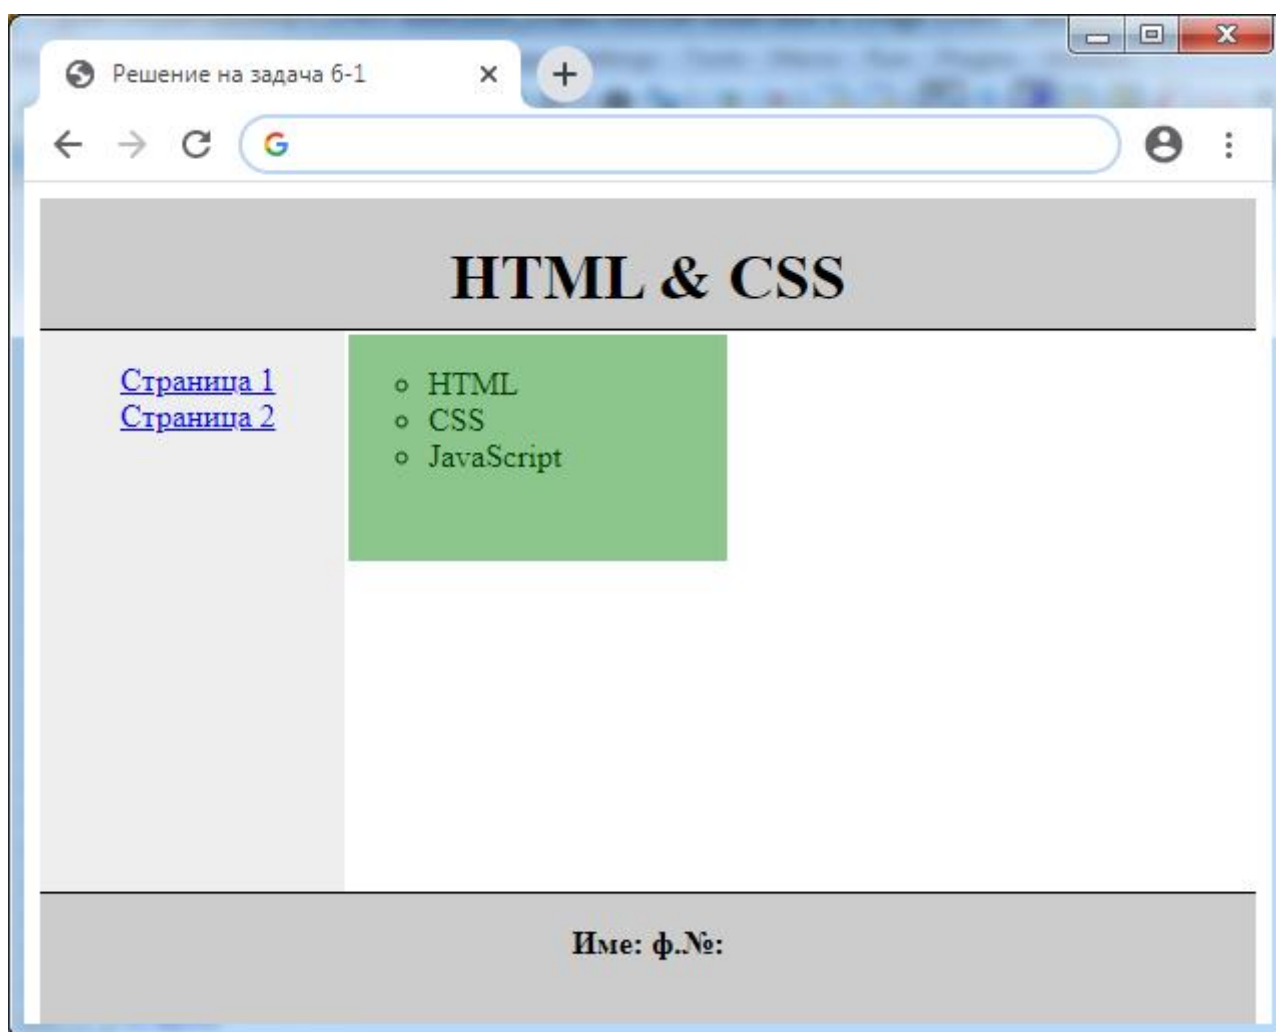 Решение на задача 6-1
HTML & CSS
Страница 1
Страница 2
HTML
CSS
JavaScript
Име: ф.№: